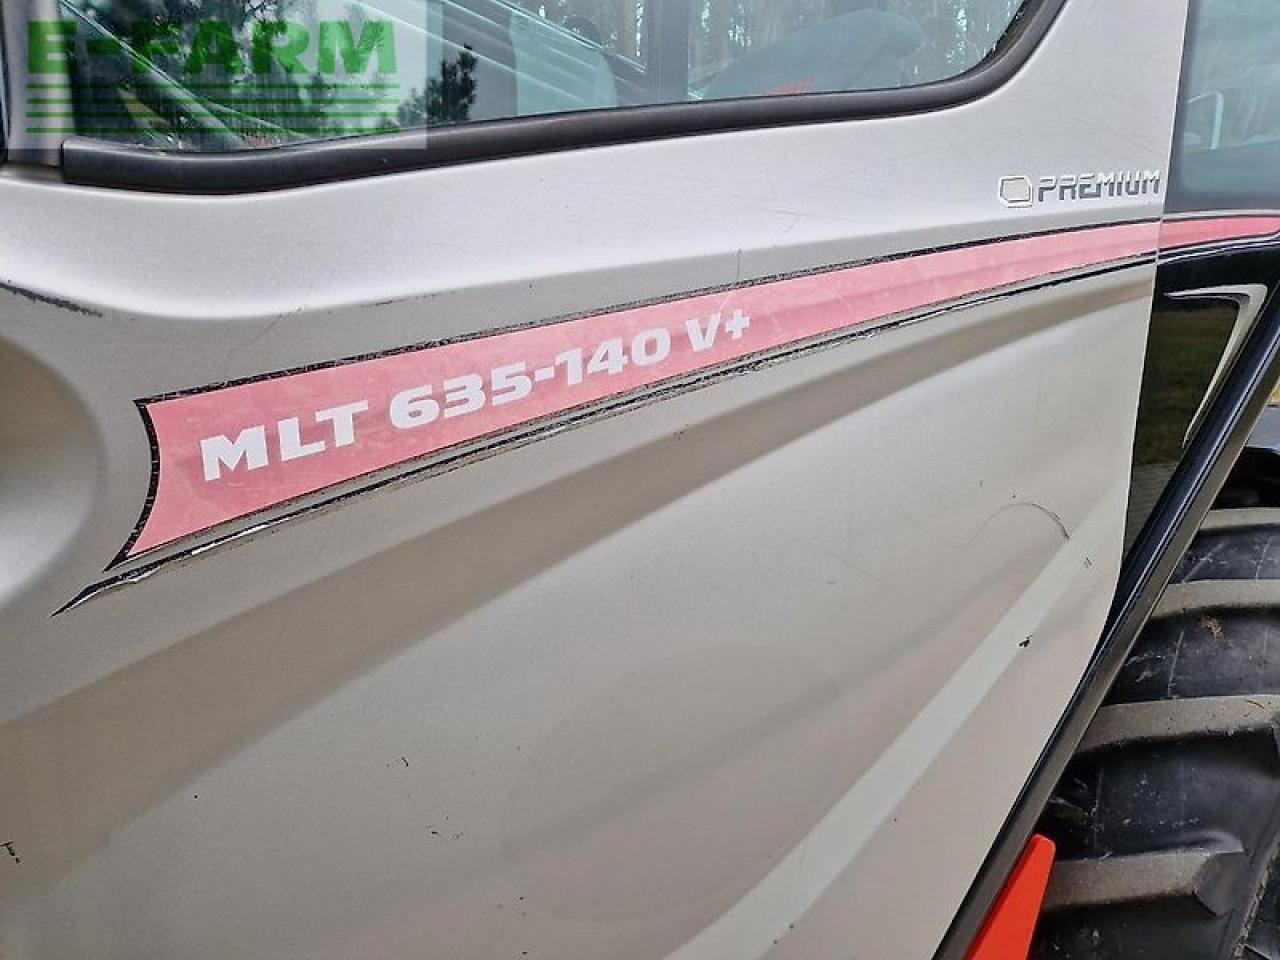 E-FARM
PREMIUM
MLT 635-140 V+